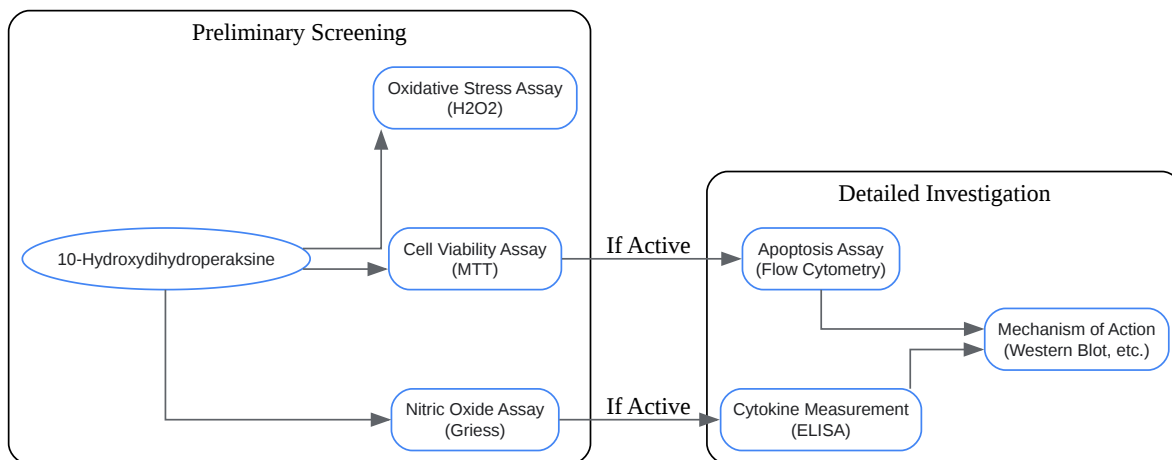 Preliminary Screening
Oxidative Stress Assay
(H2O2)
10-Hydroxydihydroperaksine
Cell Viability Assay
(MTT)
Nitric Oxide Assay
(Griess)
If Active
If Active
Detailed Investigation
Apoptosis Assay
(Flow Cytometry)
Mechanism of Action
(Western Blot, etc.)
Cytokine Measurement
(ELISA)